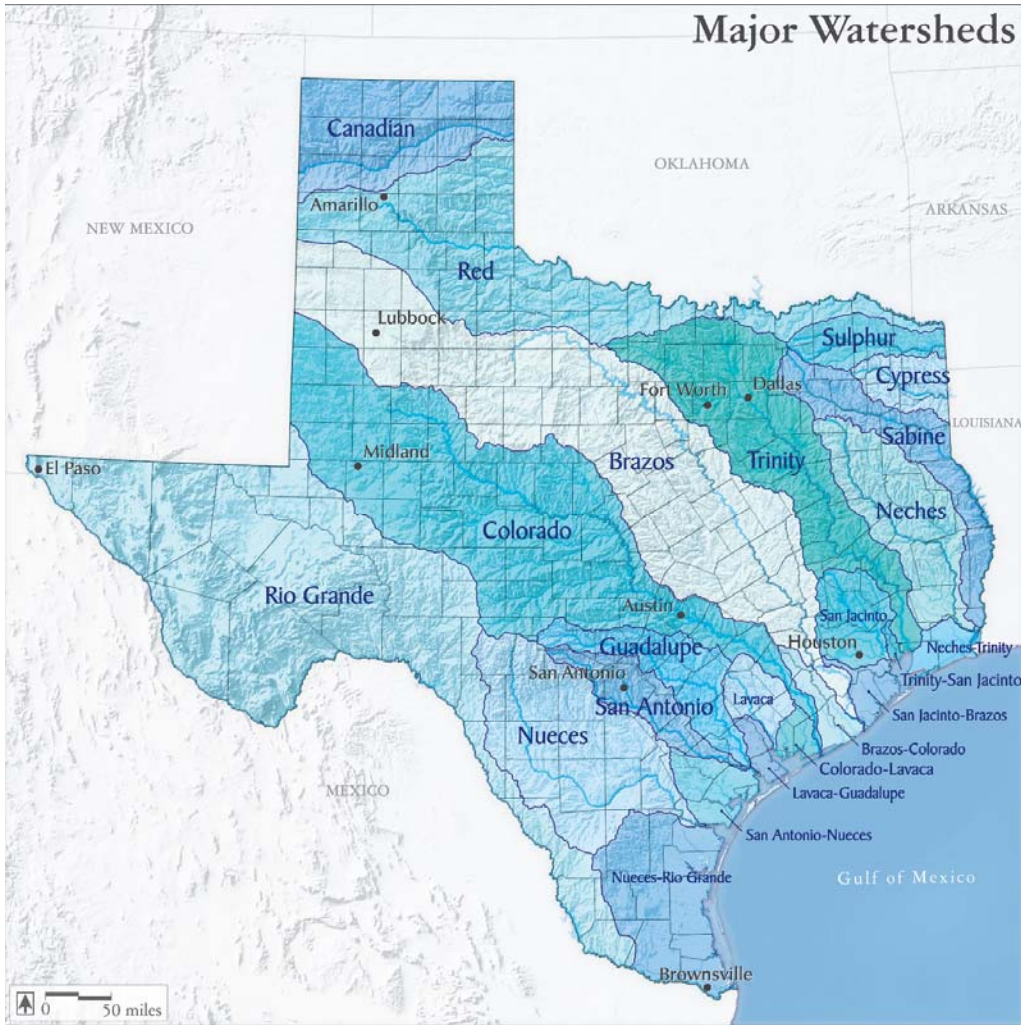 Major Watersheds
Canadian
OKLAHOMA
Amarillo
ARKANSAS
NEW MEXICO
Red
Lubbock
Sulphur
Cypress
Fort Worth
Dallas
LOUISIANA
Sabine
Midland
Brazos
Trinity
El Paso
Neches
Colorado
Rio Grande
Austin
San Jacinto
Guadalupe
Houston
Neches-Trinity
San Antonio
Trinity-San Jacinto
Lavaca
San Antonio
San Jacinto-Brazos
Nueces
Brazos-Colorado
Colorado-Lavaca
MÉXICO
Lavaca-Guadalupe
San Antonio-Nueces
Nueces-Rio Grande
Gulf of Mexico
Brownsville
0 50 miles